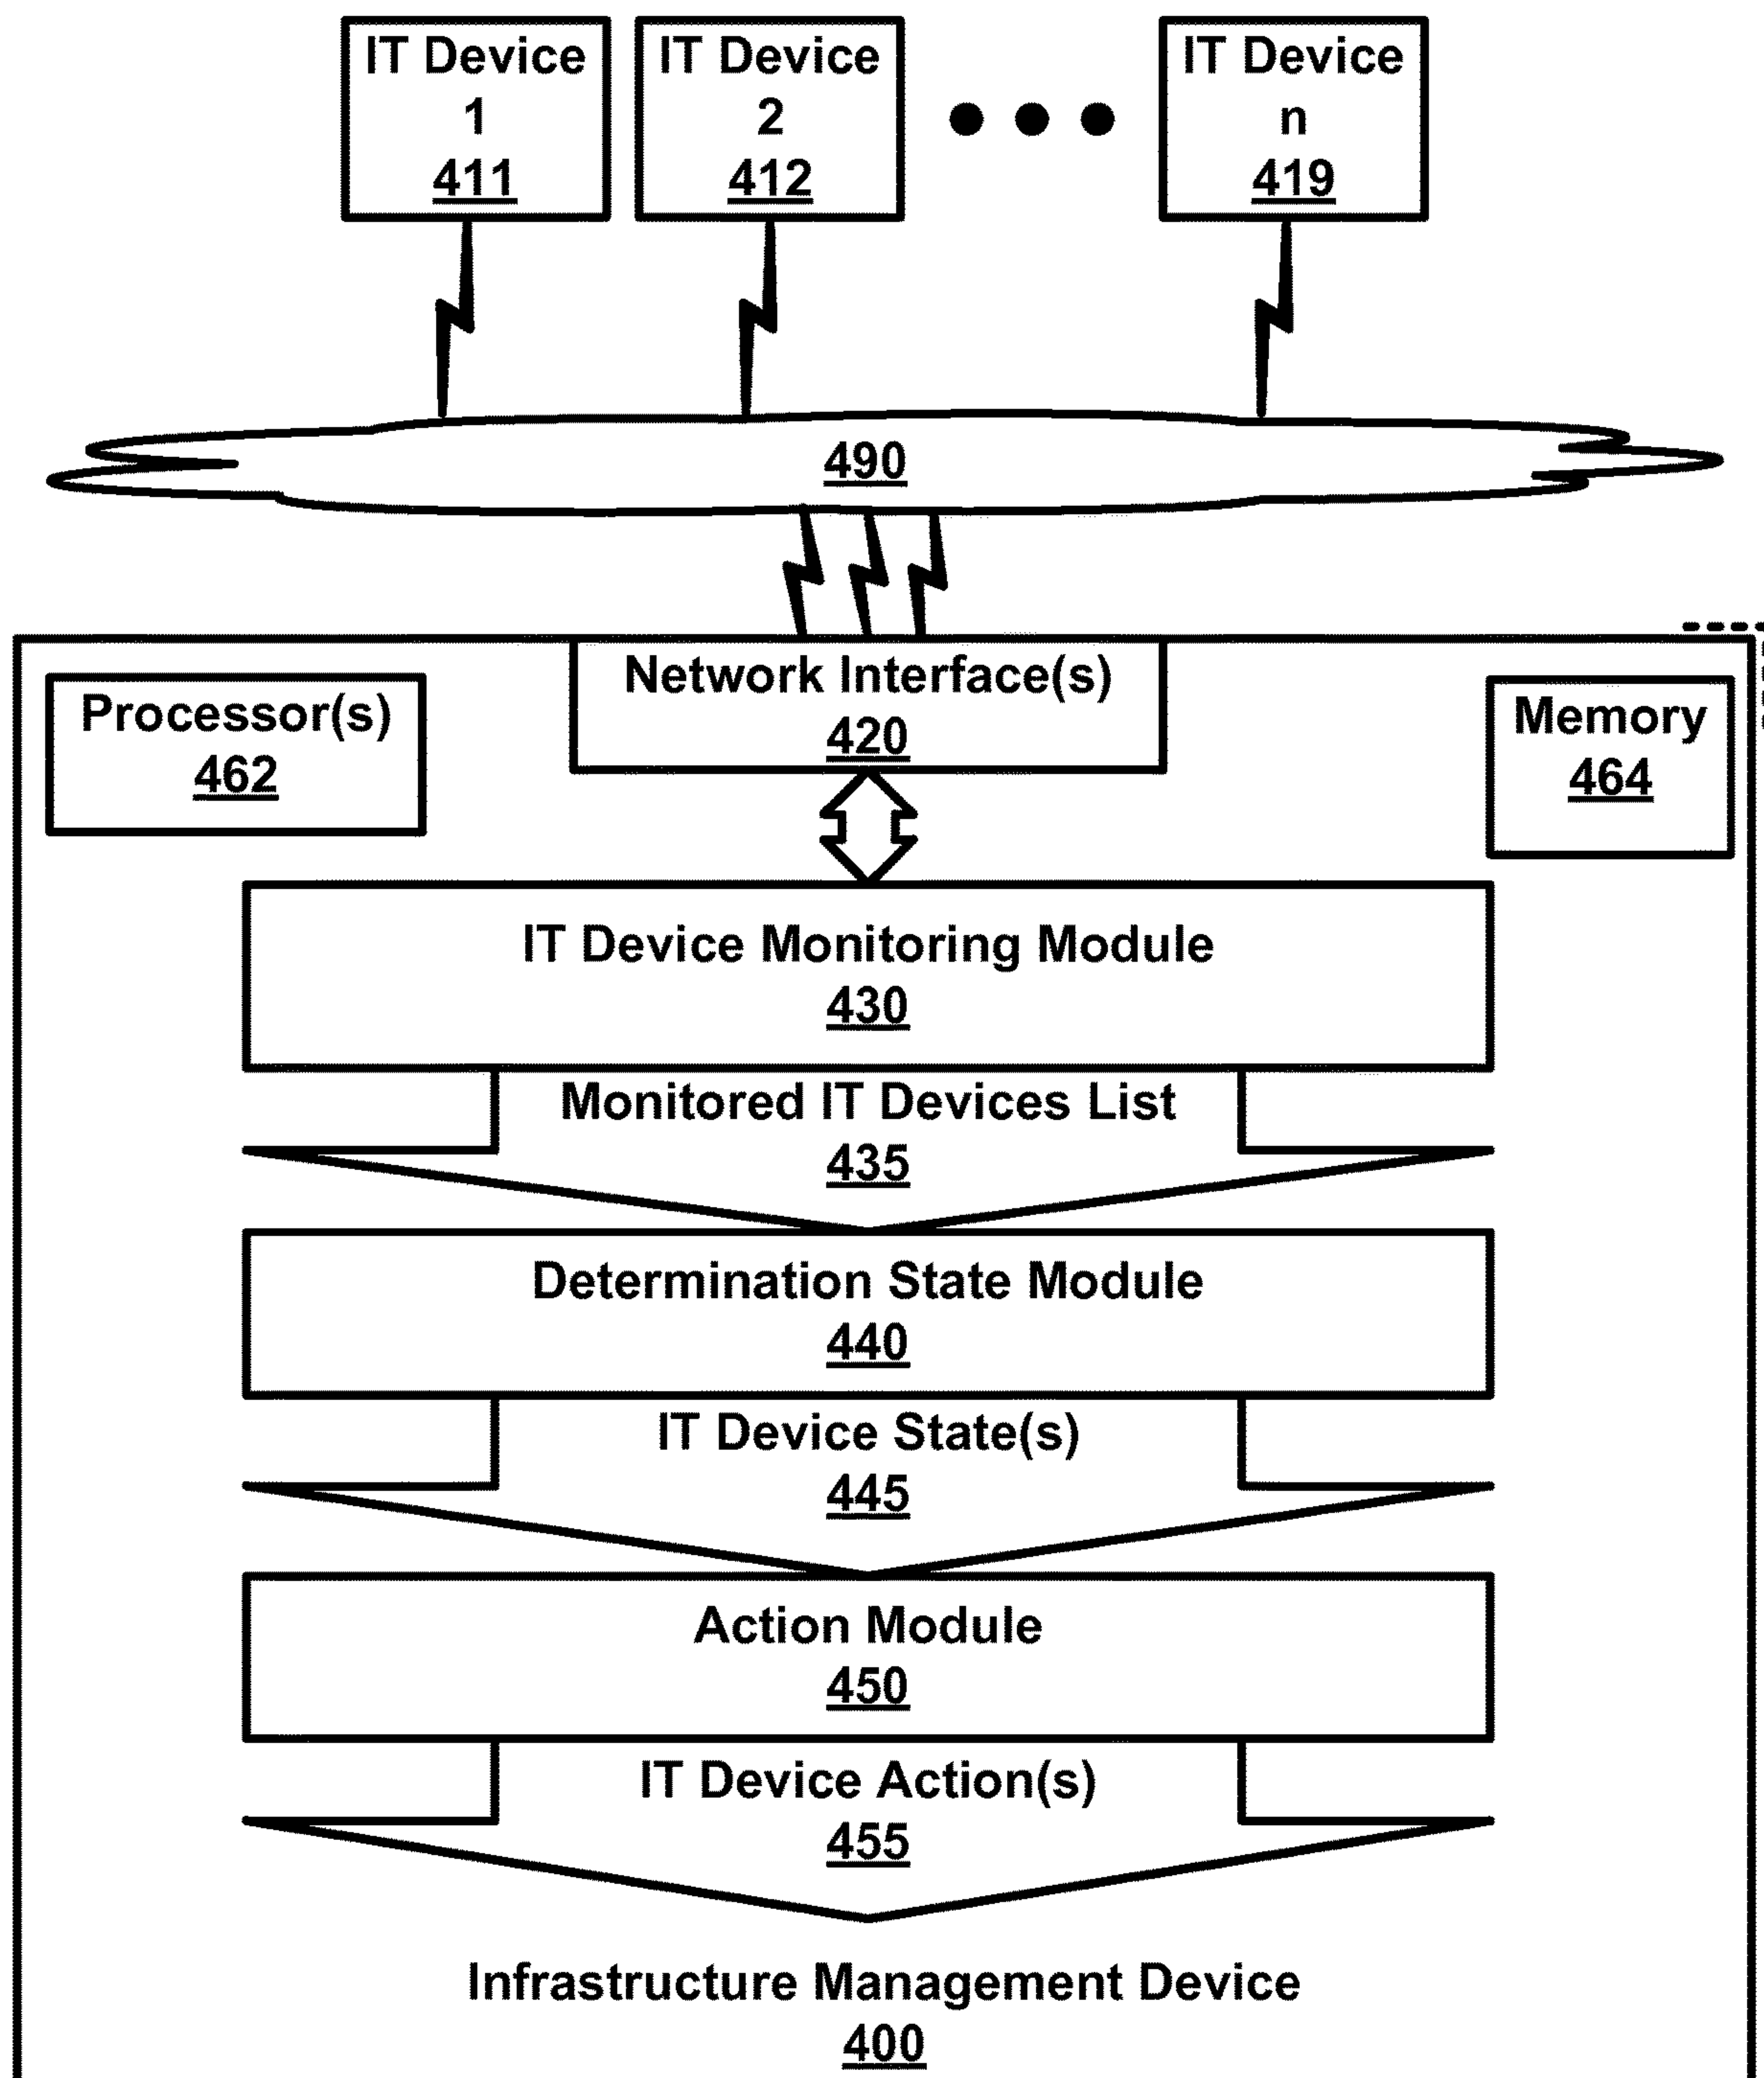 IT Device
1
411
IT Device
2
412
IT Device
n
419
490
Network Interface(s)
420
Processor(s)
462
Memory
464
IT Device Monitoring Module
430
Monitored IT Devices List
435
Determination State Module
440
IT Device State(s)
445
Action Module
450
IT Device Action(s)
455
Infrastructure Management Device
400